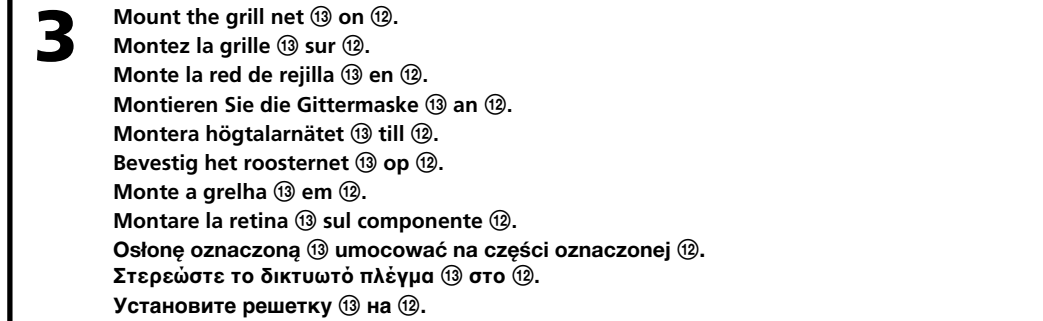 3
Mount the grill net ⑬ on ⑫.
Montez la grille ⑬ sur ⑫.
Monte la red de rejilla ⑬ en ⑫.
Montieren Sie die Gittermaske ⑬ an ⑫.
Montera högtalarnätet ⑬ till ⑫.
Bevestig het roosternet ⑬ op ⑫.
Monte a grelha ⑬ em ⑫.
Montare la retina ⑬ sul componente ⑫.
Osłonę oznaczoną ⑬ umocować na części oznaczonej ⑫.
Στερεώστε το δικτυωτό πλέγμα ⑬ στο ⑫.
Установите решетку ⑬ на ⑫.